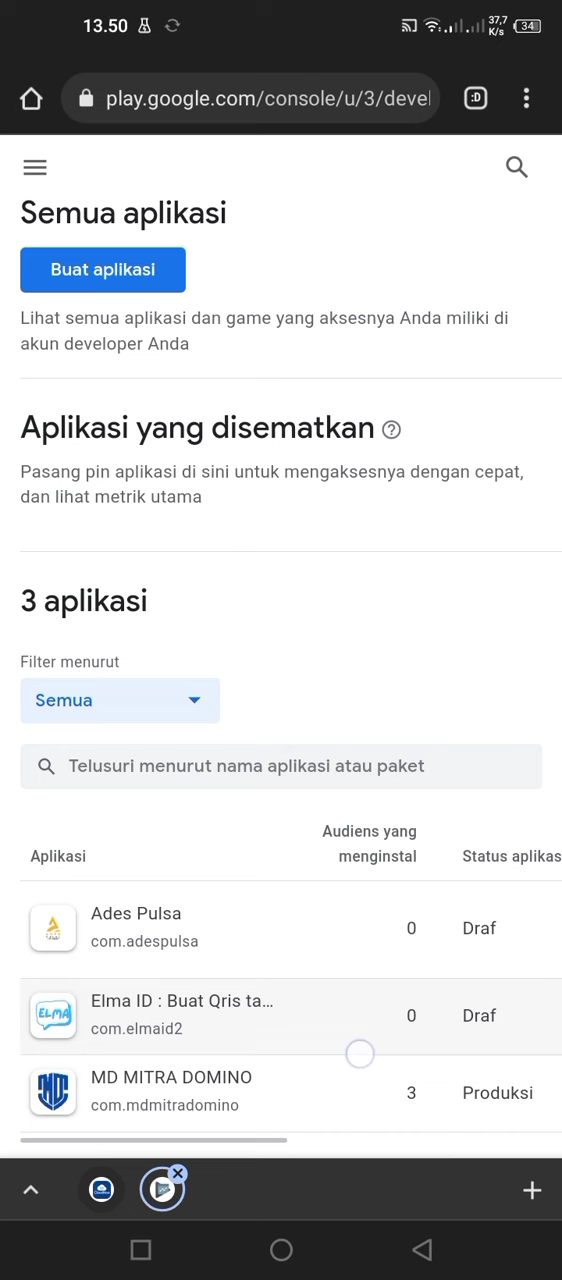 13.50
37,7
K/s
34
play.google.com/console/u/3/devel
:D
Semua aplikasi
Buat aplikasi
Lihat semua aplikasi dan game yang aksesnya Anda miliki di
akun developer Anda
Aplikasi yang disematkan
Pasang pin aplikasi di sini untuk mengaksesnya dengan cepat,
dan lihat metrik utama
3 aplikasi
Filter menurut
Semua
Telusuri menurut nama aplikasi atau paket
Audiens yang
Aplikasi menginstal Status aplikas
Ades Pulsa
com.adespulsa
0 Draf
ELMA
Elma ID : Buat Qris ta...
com.elmaid2
0 Draf
MD MITRA DOMINO
com.mdmitradomino
3 Produksi